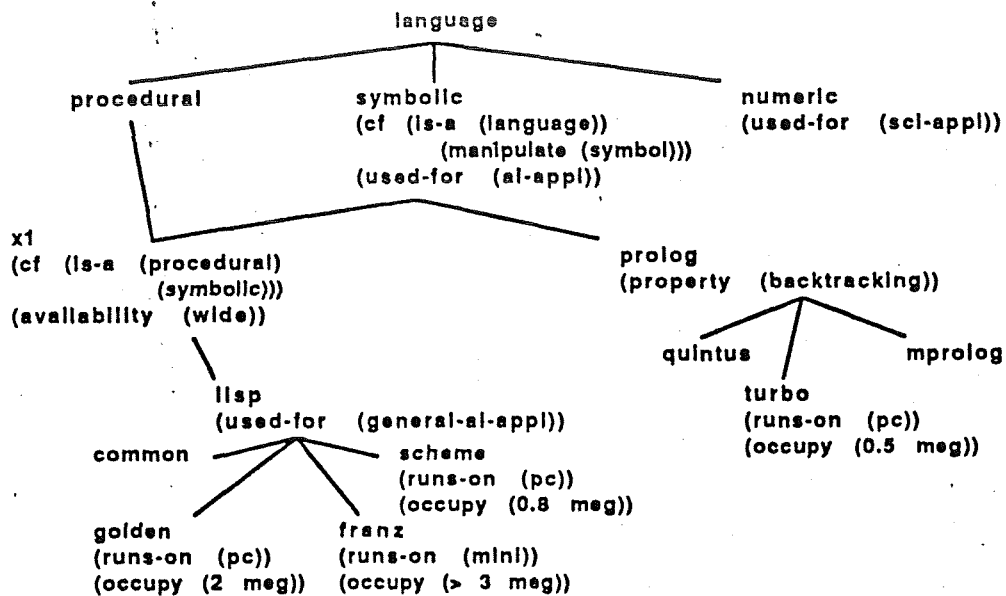 language
procedural
symbolic
(cf (is-a (language))
(manipulate (symbol)))
(used-for (ai-appl))
numeric
(used-for (sci-appl))
x1
(cf (is-a (procedural)
(symbolic)))
(availability (wide))
prolog
(property (backtracking))
quintus
mprolog
turbo
(runs-on (pc))
(occupy (0.5 meg))
lisp
(used-for (general-ai-appl))
common
scheme
(runs-on (pc))
(occupy (0.8 meg))
golden
(runs-on (pc))
(occupy (2 meg))
franz
(runs-on (mini))
(occupy (> 3 meg))